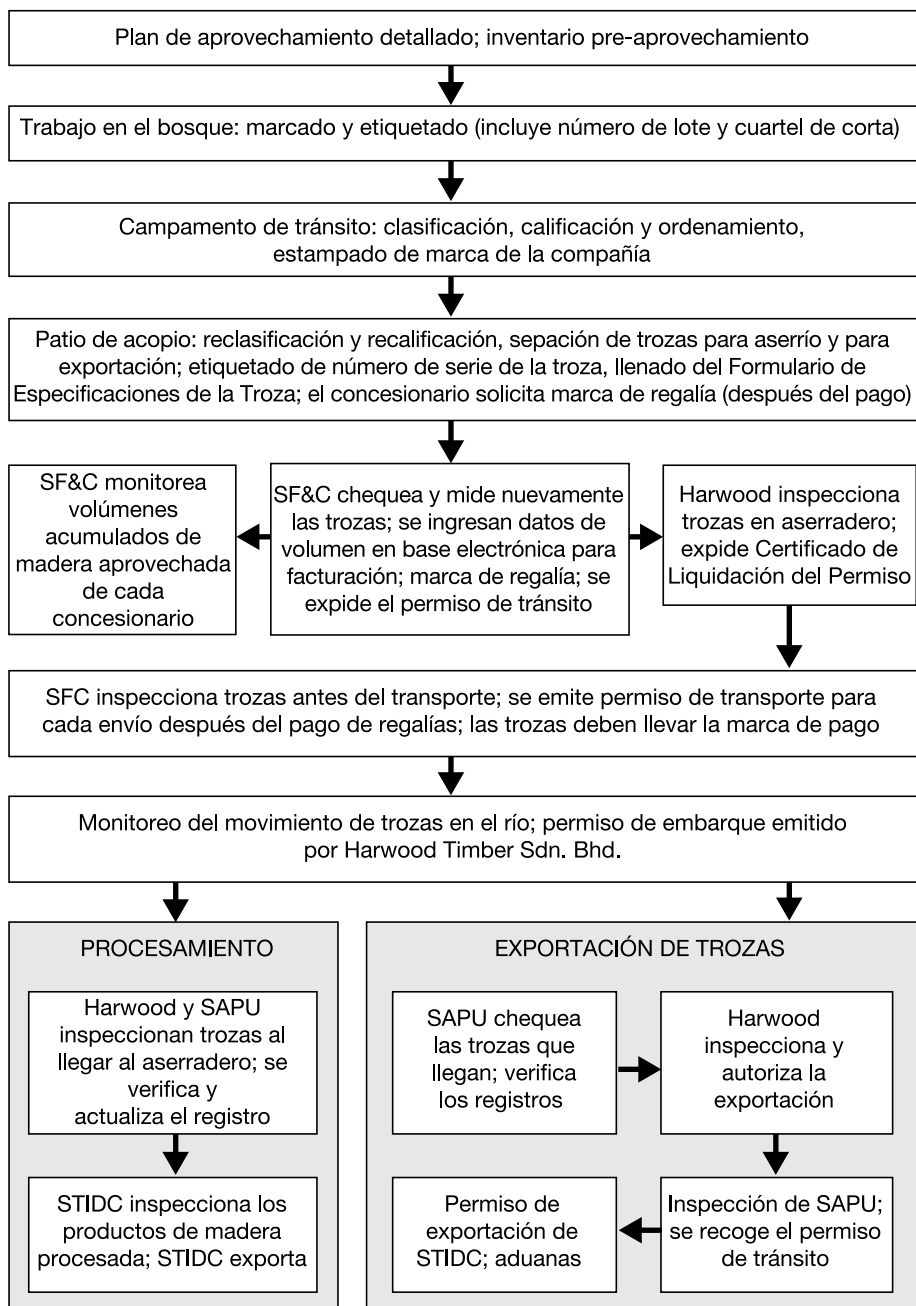 Plan de aprovechamiento detallado; inventario pre-aprovechamiento
Trabajo en el bosque: marcado y etiquetado (incluye número de lote y cuartel de corta)
Campamento de tránsito: clasificación, calificación y ordenamiento,
estampado de marca de la compañía
Patio de acopio: reclasificación y recalificación, sepación de trozas para aserrío y para
exportación; etiquetado de número de serie de la troza, llenado del Formulario de
Especificaciones de la Troza; el concesionario solicita marca de regalía (después del pago)
SF&C monitorea
volúmenes
acumulados de
madera aprovechada
de cada
concesionario
SF&C chequea y mide nuevamente
las trozas; se ingresan datos de
volumen en base electrónica para
facturación; marca de regalía; se
expide el permiso de tránsito
Harwood inspecciona
trozas en aserradero;
expide Certificado de
Liquidación del Permiso
SFC inspecciona trozas antes del transporte; se emite permiso de transporte para
cada envío después del pago de regalías; las trozas deben llevar la marca de pago
Monitoreo del movimiento de trozas en el río; permiso de embarque emitido
por Harwood Timber Sdn. Bhd.
PROCESAMIENTO
Harwood y SAPU
inspeccionan trozas al
llegar al aserradero; se
verifica y
actualiza el registro
STIDC inspecciona los
productos de madera
procesada; STIDC exporta
EXPORTACIÓN DE TROZAS
SAPU chequea
las trozas que
llegan; verifica
los registros
Harwood
inspecciona y
autoriza la
exportación
Permiso de
exportación de
STIDC; aduanas
Inspección de SAPU;
se recoge el permiso
de tránsito